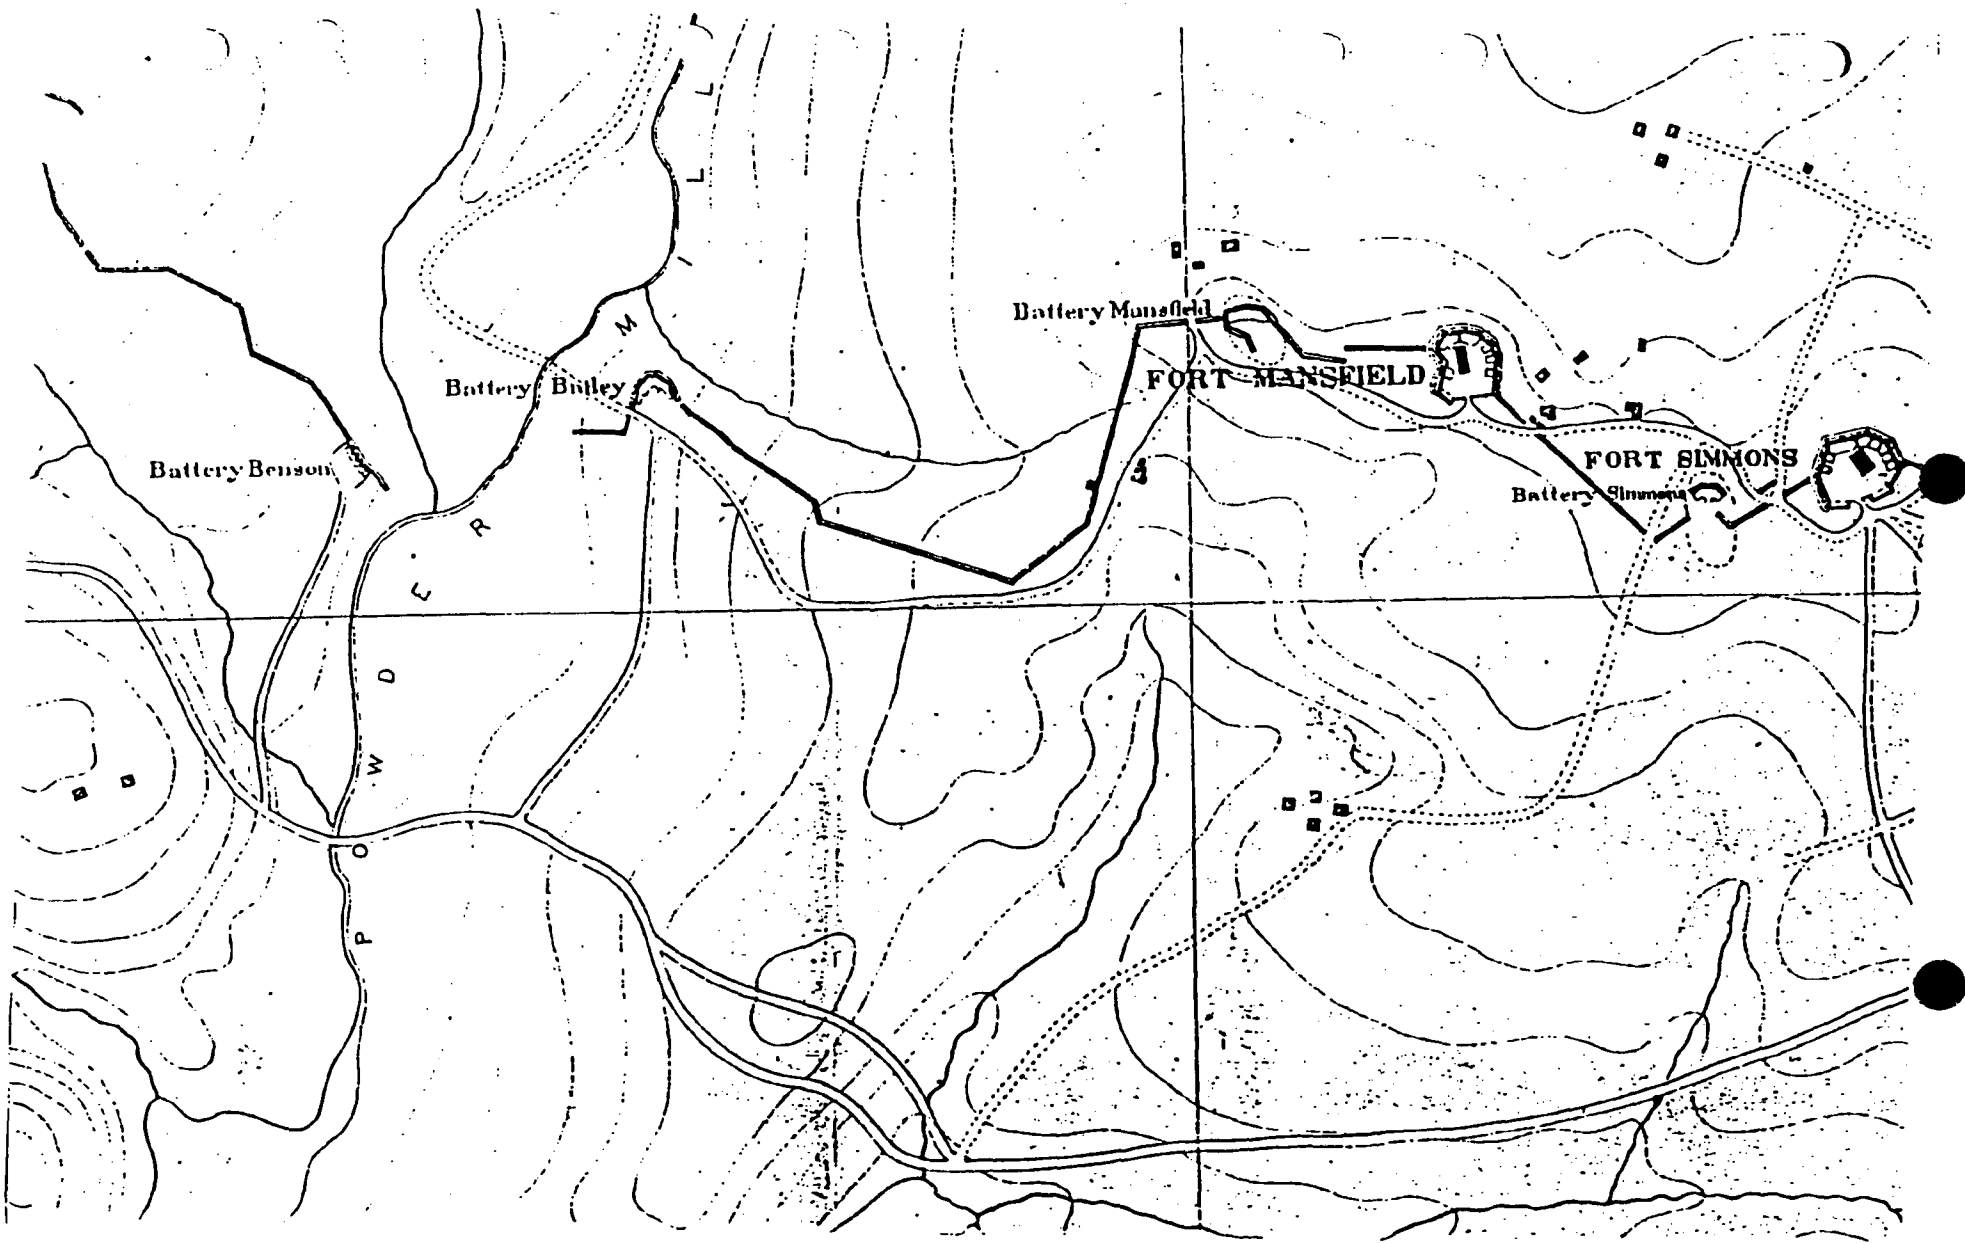 Battery Mansfield
FORT MANSFIELD
Battery Bailey
FORT SIMMONS
Battery Benson
Battery Simmons
POWDER MILL